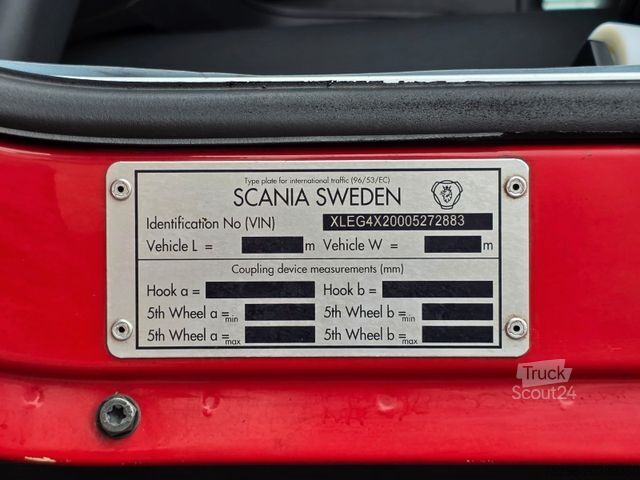 Type plate for international traffic (96/53/EC)
SCANIA SWEDEN
Identification No (VIN) XLEG4X20005272883
Vehicle L = m Vehicle W = m
Coupling device measurements (mm)
Hook a = Hook b =
5th Wheel a =min 5th Wheel b =min
5th Wheel a =max 5th Wheel b =max
Truck
Scout24